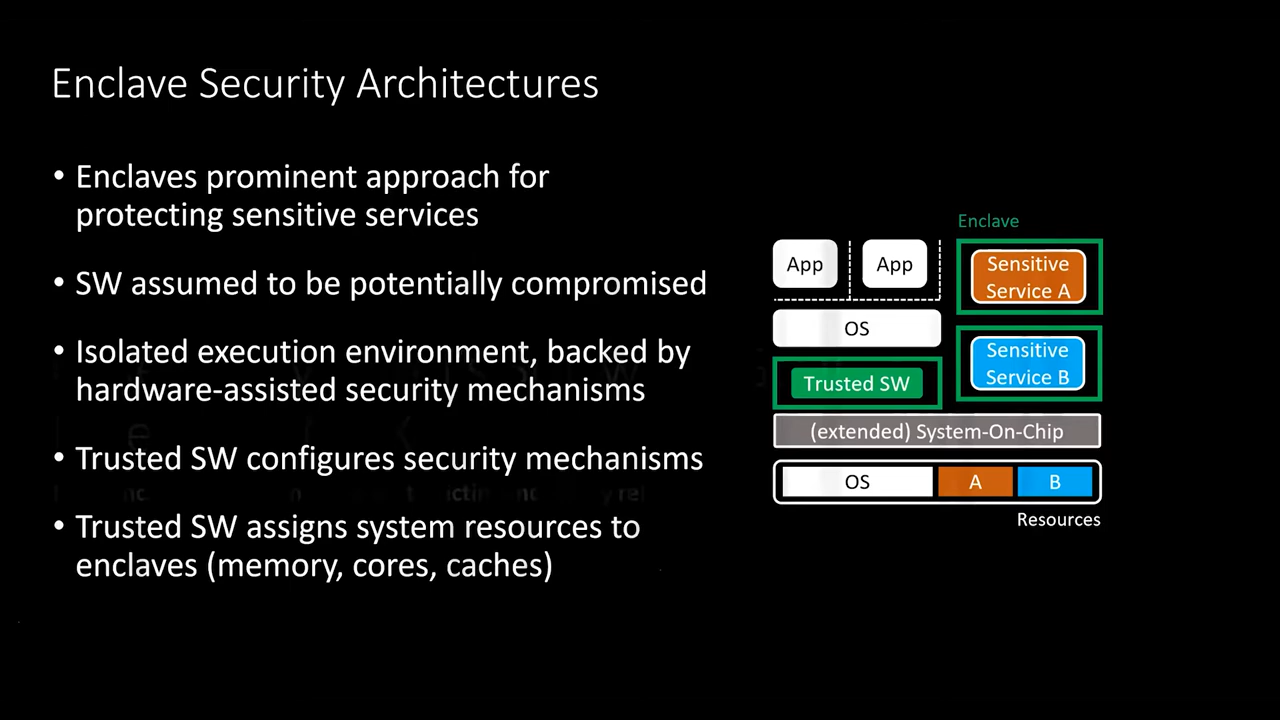 Enclave Security Architectures
• Enclaves prominent approach for
protecting sensitive services
• SW assumed to be potentially compromised
• Isolated execution environment, backed by
hardware-assisted security mechanisms
• Trusted SW configures security mechanisms
• Trusted SW assigns system resources to
enclaves (memory, cores, caches)
Enclave
App
App
Sensitive
Service A
OS
Sensitive
Service B
Trusted SW
(extended) System-On-Chip
OS
A
B
Resources